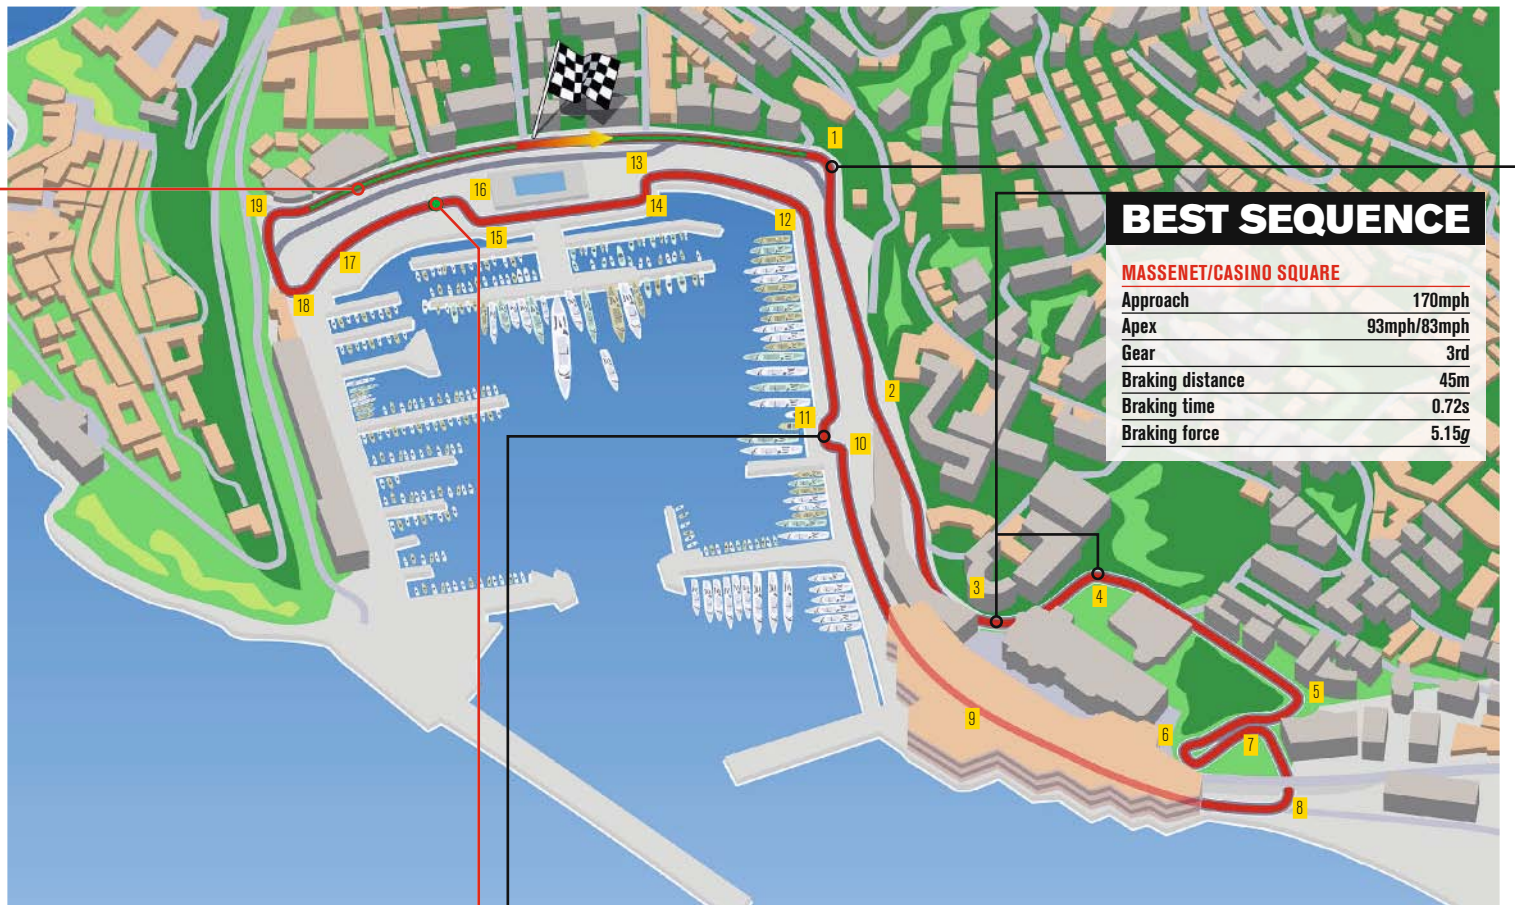 1
13
16
19
14
12
15
17
18
2
11
10
3
4
5
6
7
9
8
BEST SEQUENCE
MASSENET/CASINO SQUARE
Approach 170mph
Apex 93mph/83mph
Gear 3rd
Braking distance 45m
Braking time 0.72s
Braking force 5.15g